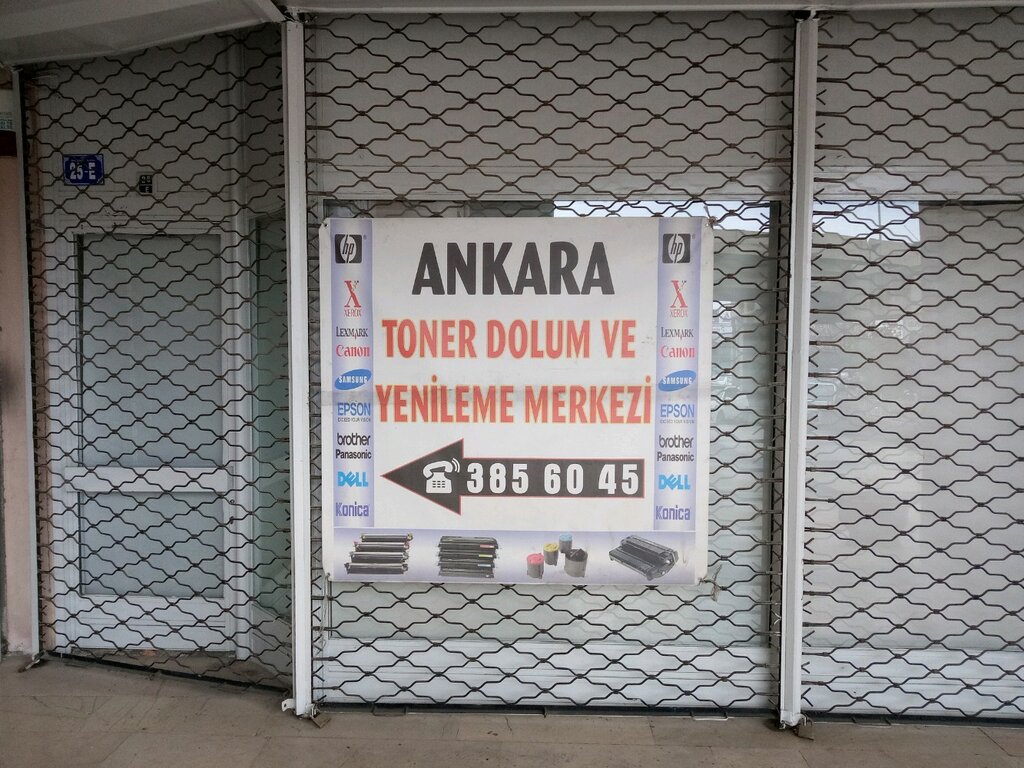 25-E
hp
ANKARA
hp
XEROX
TONER DOLUM VE
XEROX
LEXMARK
LEXMARK
Canon
Canon
SAMSUNG
YENİLEME MERKEZİ
SAMSUNG
EPSON
EPSON
brother
brother
Panasonic
Panasonic
DELL
385 60 45
DELL
Konica
Konica